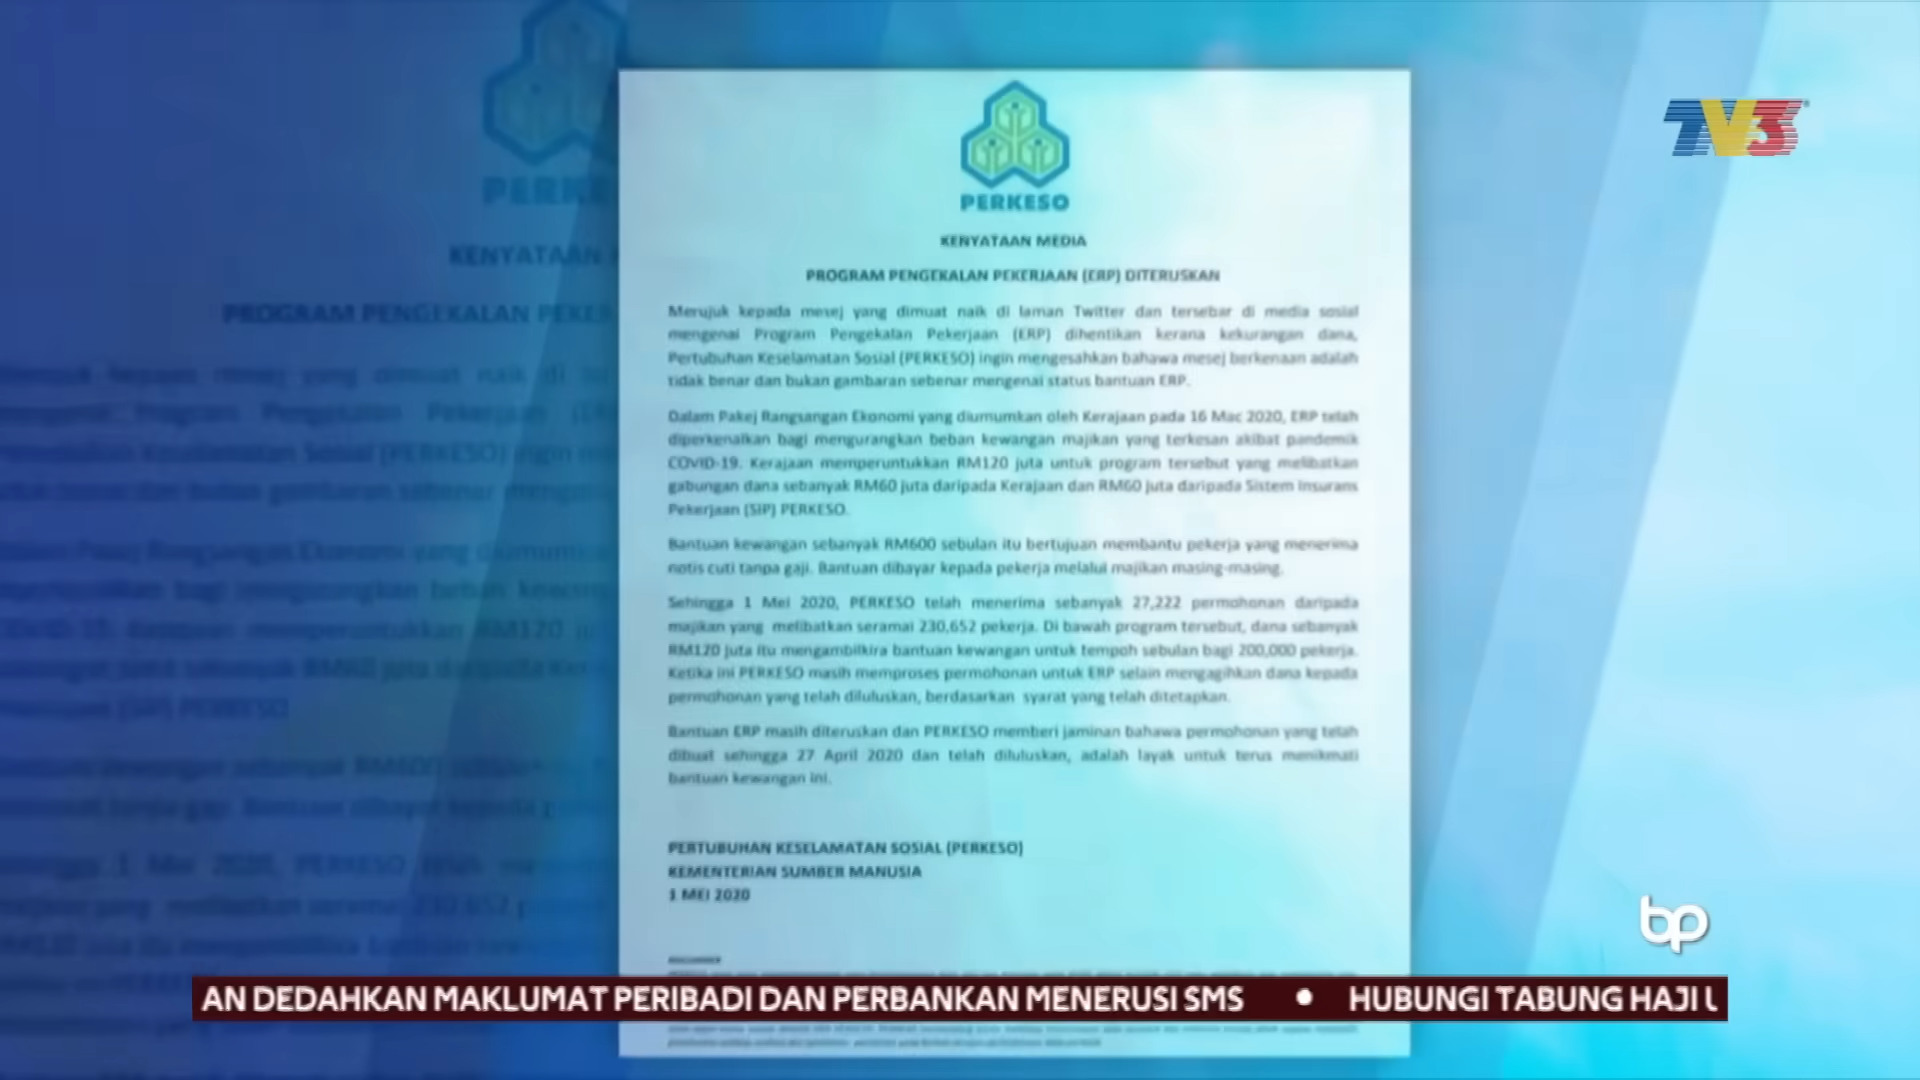 TV3
PERKESO
KENYATAAN MEDIA
PROGRAM PENGEKALAN PEKERJAAN (ERP) DITERUSKAN
Merujuk kepada mesej yang dimuat naik di laman Twitter dan tersebar di media sosial
mengenai Program Pengekalan Pekerjaan (ERP) dihentikan kerana kekurangan dana,
Pertubuhan Keselamatan Sosial (PERKESO) ingin mengesahkan bahawa mesej berkenaan adalah
tidak benar dan bukan gambaran sebenar mengenai status bantuan ERP.
Dalam Pakej Rangsangan Ekonomi yang diumumkan oleh Kerajaan pada 16 Mac 2020, ERP telah
diperkenalkan bagi mengurangkan beban kewangan majikan yang terkesan akibat pandemik
COVID-19. Kerajaan memperuntukkan RM120 juta untuk program tersebut yang melibatkan
gabungan dana sebanyak RM60 juta daripada Kerajaan dan RM60 juta daripada Sistem Insurans
Pekerjaan (SIP) PERKESO.
Bantuan kewangan sebanyak RM600 sebulan itu bertujuan membantu pekerja yang menerima
notis cuti tanpa gaji. Bantuan dibayar kepada pekerja melalui majikan masing-masing.
Sehingga 1 Mei 2020, PERKESO telah menerima sebanyak 27,222 permohonan daripada
majikan yang melibatkan seramai 230,652 pekerja. Di bawah program tersebut, dana sebanyak
RM120 juta itu mengambilkira bantuan kewangan untuk tempoh sebulan bagi 200,000 pekerja.
Ketika ini PERKESO masih memproses permohonan untuk ERP selain mengagihkan dana kepada
permohonan yang telah diluluskan, berdasarkan syarat yang telah ditetapkan.
Bantuan ERP masih diteruskan dan PERKESO memberi jaminan bahawa permohonan yang telah
dibuat sehingga 27 April 2020 dan telah diluluskan, adalah layak untuk terus menikmati
bantuan kewangan ini.
PERTUBUHAN KESELAMATAN SOSIAL (PERKESO)
KEMENTERIAN SUMBER MANUSIA
1 MEI 2020
bp
AN DEDAHKAN MAKLUMAT PERIBADI DAN PERBANKAN MENERUSI SMS • HUBUNGI TABUNG HAJI